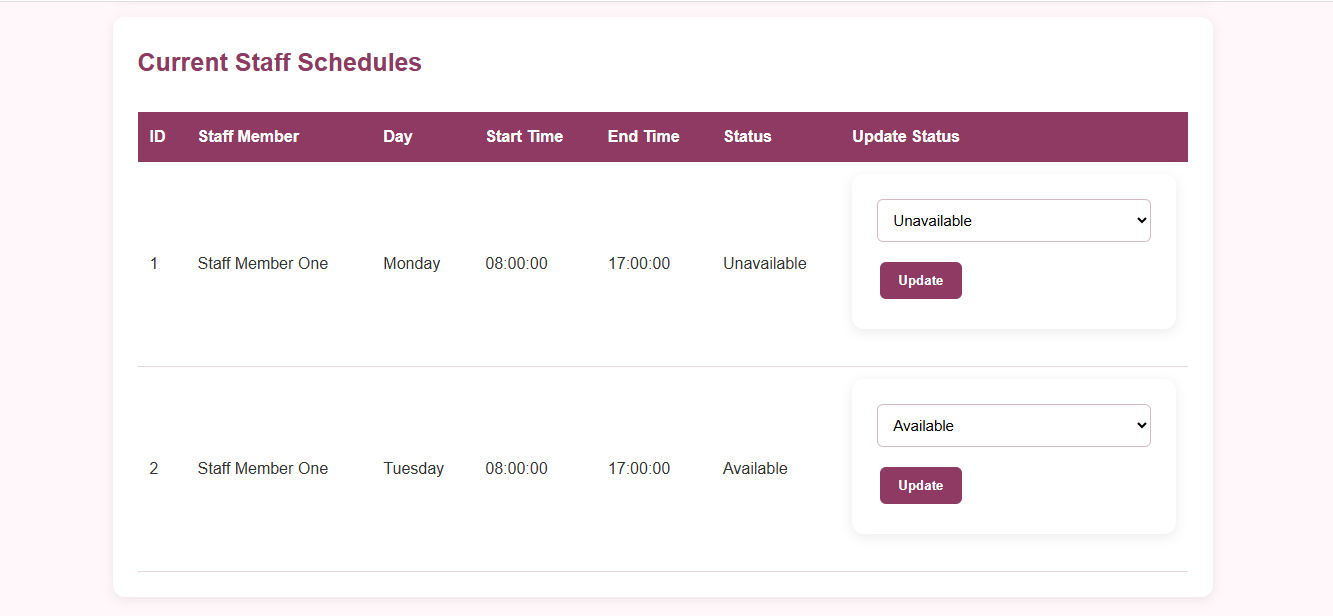 Current Staff Schedules
ID Staff Member Day Start Time End Time Status Update Status
Unavailable
1 Staff Member One Monday 08:00:00 17:00:00 Unavailable
Update
Available
2 Staff Member One Tuesday 08:00:00 17:00:00 Available
Update